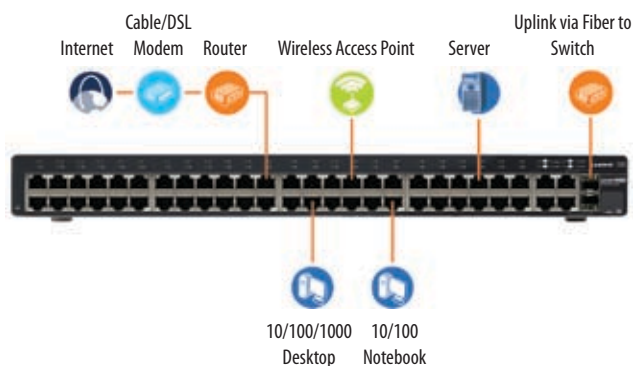 Cable/DSL
Uplink via Fiber to
Internet Modem Router Wireless Access Point Server Switch
10/100/1000 10/100
Desktop Notebook